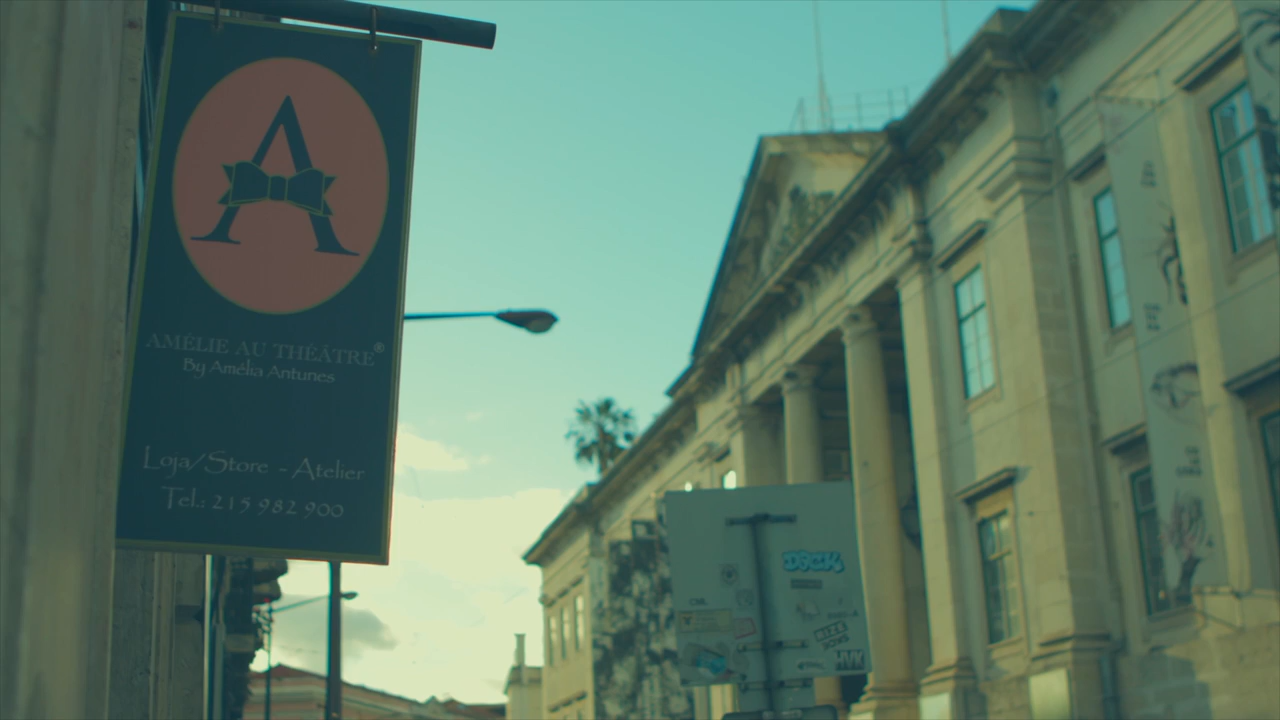 A
AMÉLIE AU THÉÂTRE®
By Amélia Antunes
Loja/Store - Atelier
Tel.: 215 982 900